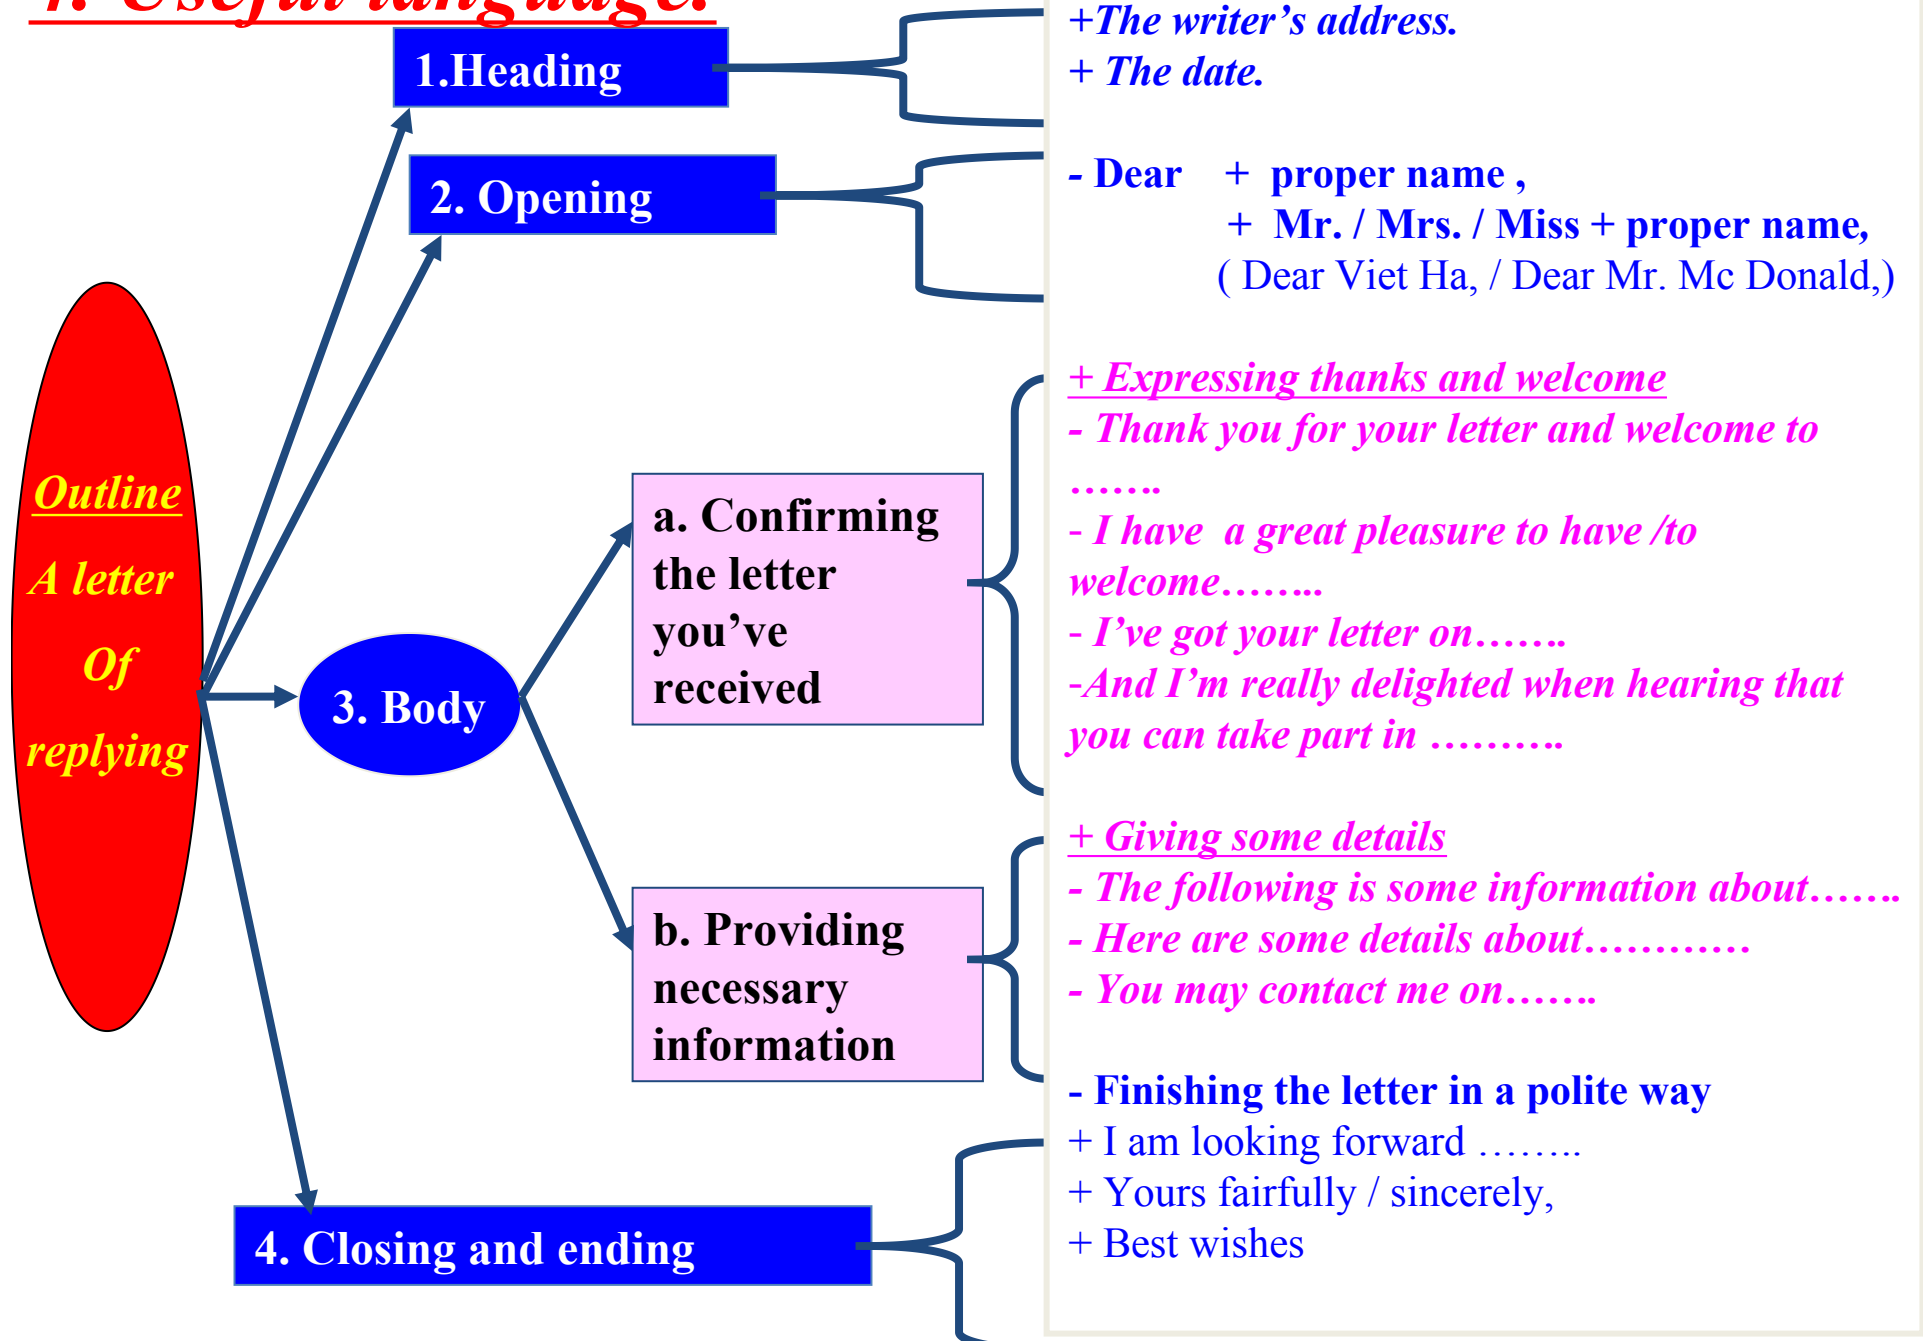 4. Useful language.
1.Heading
+The writer's address.
+ The date.
2. Opening
- Dear + proper name ,
+ Mr. / Mrs. / Miss + proper name,
( Dear Viet Ha, / Dear Mr. Mc Donald,)
Outline
A letter
Of
replying
3. Body
a. Confirming
the letter
you've
received
+ Expressing thanks and welcome
- Thank you for your letter and welcome to
…….
- I have a great pleasure to have /to
welcome……..
- I've got your letter on…….
-And I'm really delighted when hearing that
you can take part in ……….
b. Providing
necessary
information
+ Giving some details
- The following is some information about…….
- Here are some details about…………
- You may contact me on…….
4. Closing and ending
- Finishing the letter in a polite way
+ I am looking forward ……..
+ Yours fairfully / sincerely,
+ Best wishes